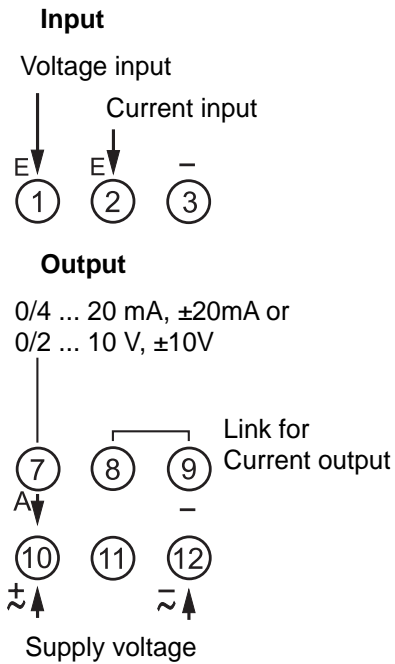 Input
Voltage input
Current input
E E –
1 2 3
Output
0/4 ... 20 mA, ±20mA or
0/2 ... 10 V, ±10V
Link for
Current output
7 8 9
A –
10 11 12
± ~ – ~
Supply voltage